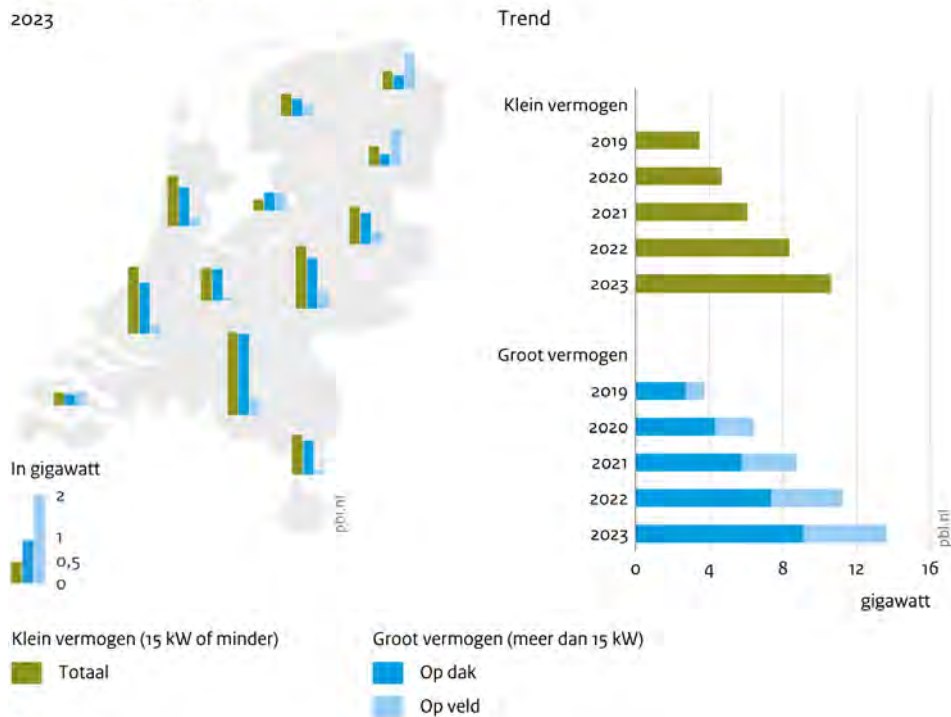 2023
In gigawatt
2
1
0,5
0
pbl.nl
Trend
Klein vermogen
2019
2020
2021
2022
2023
Groot vermogen
2019
2020
2021
2022
2023
0 4 8 12 16
gigawatt
pbl.nl
Klein vermogen (15 kW of minder)
Totaal
Groot vermogen (meer dan 15 kW)
Op dak
Op veld